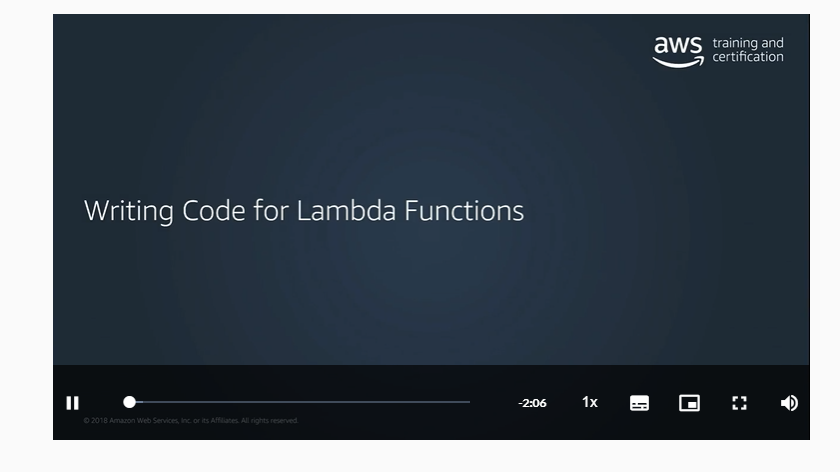 aws training and
certification
Writing Code for Lambda Functions
-2:06
1x
© 2018 Amazon Web Services, Inc. or its Affiliates. All rights reserved.